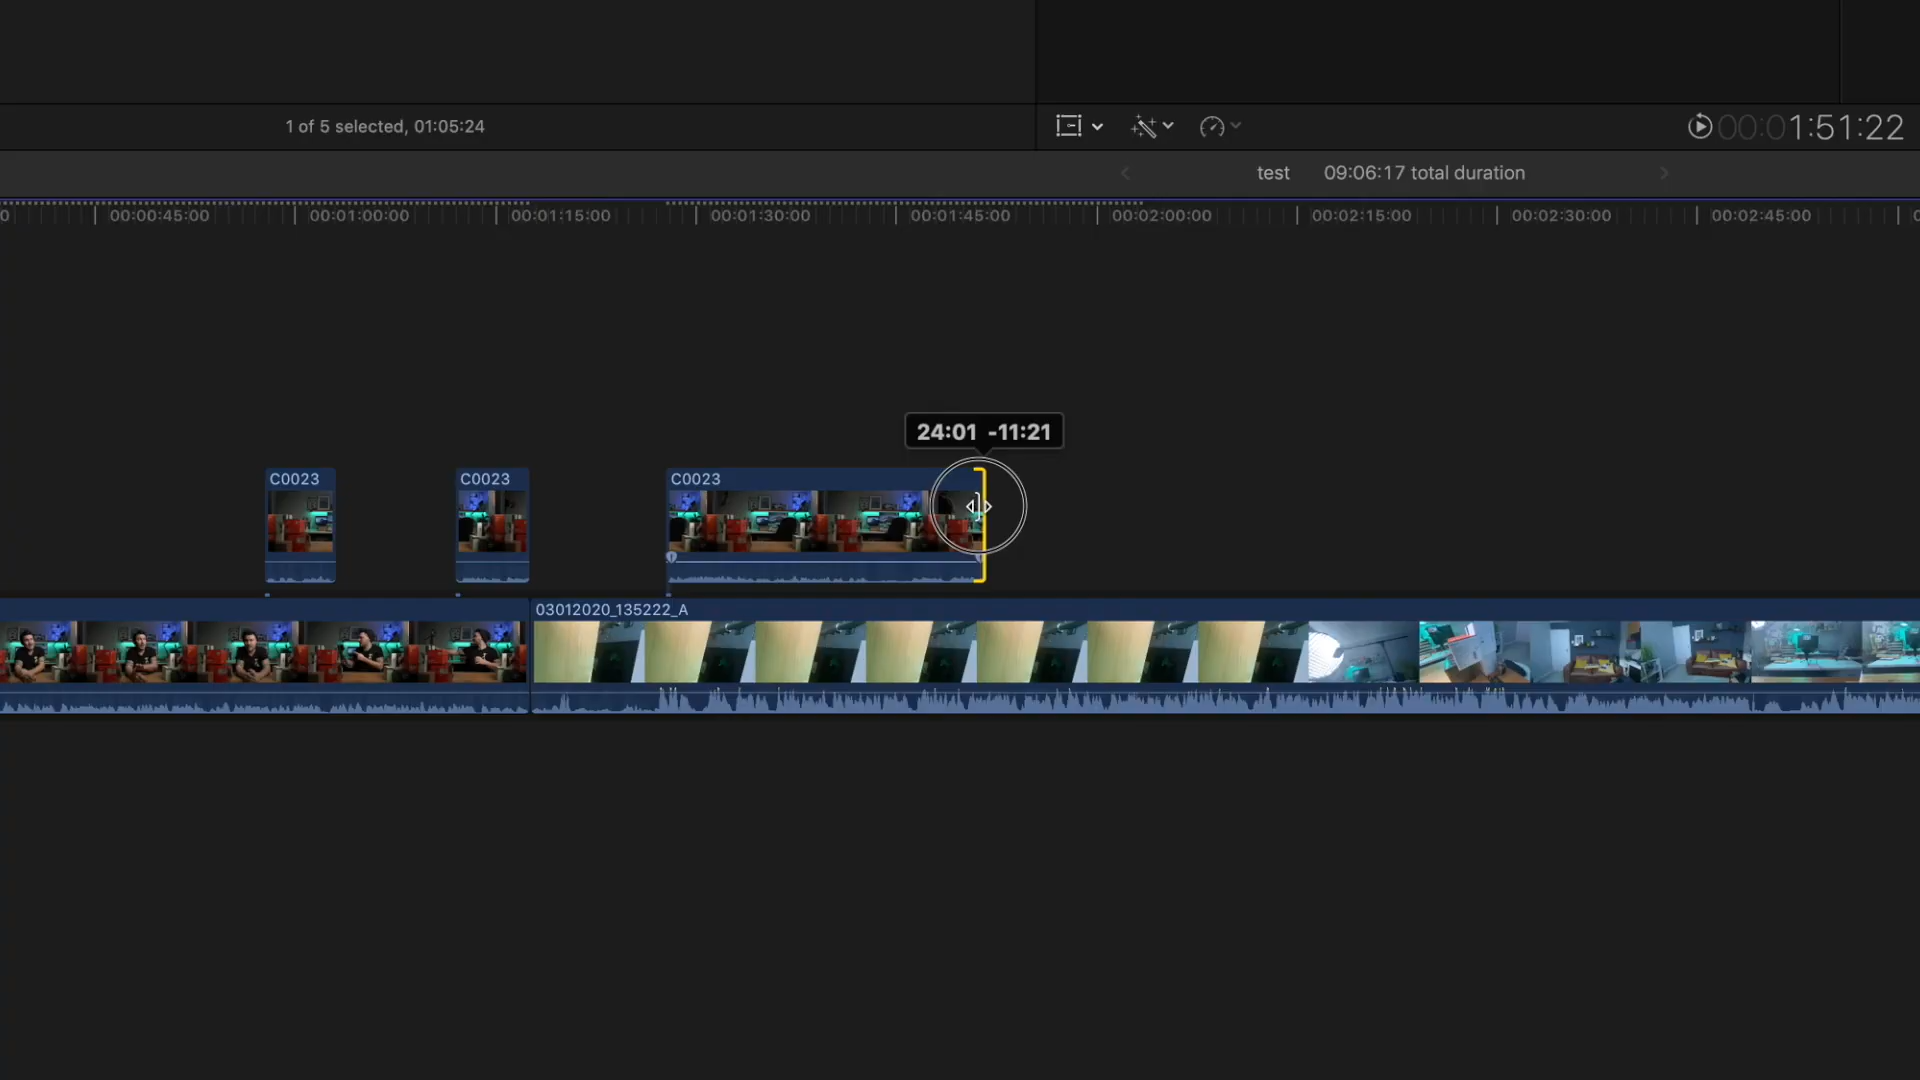 1 of 5 selected, 01:05:24
00:01:51:22
test 09:06:17 total duration
0 00:00:45:00 00:01:00:00 00:01:15:00 00:01:30:00 00:01:45:00 00:02:00:00 00:02:15:00 00:02:30:00 00:02:45:00
24:01 -11:21
C0023 C0023 C0023
03012020_135222_A